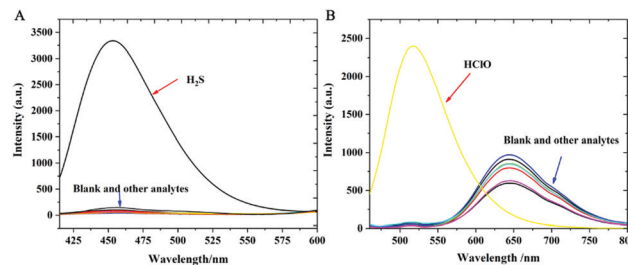 A
3500
3000
2500
2000
1500
1000
500
0
Intensity (a.u.)
H₂S
Blank and other analytes
425 450 475 500 525 550 575 600
Wavelength/nm
B
2500
2000
1500
1000
500
0
Intensity (a.u.)
HClO
Blank and other analytes
500 550 600 650 700 750
Wavelength /nm